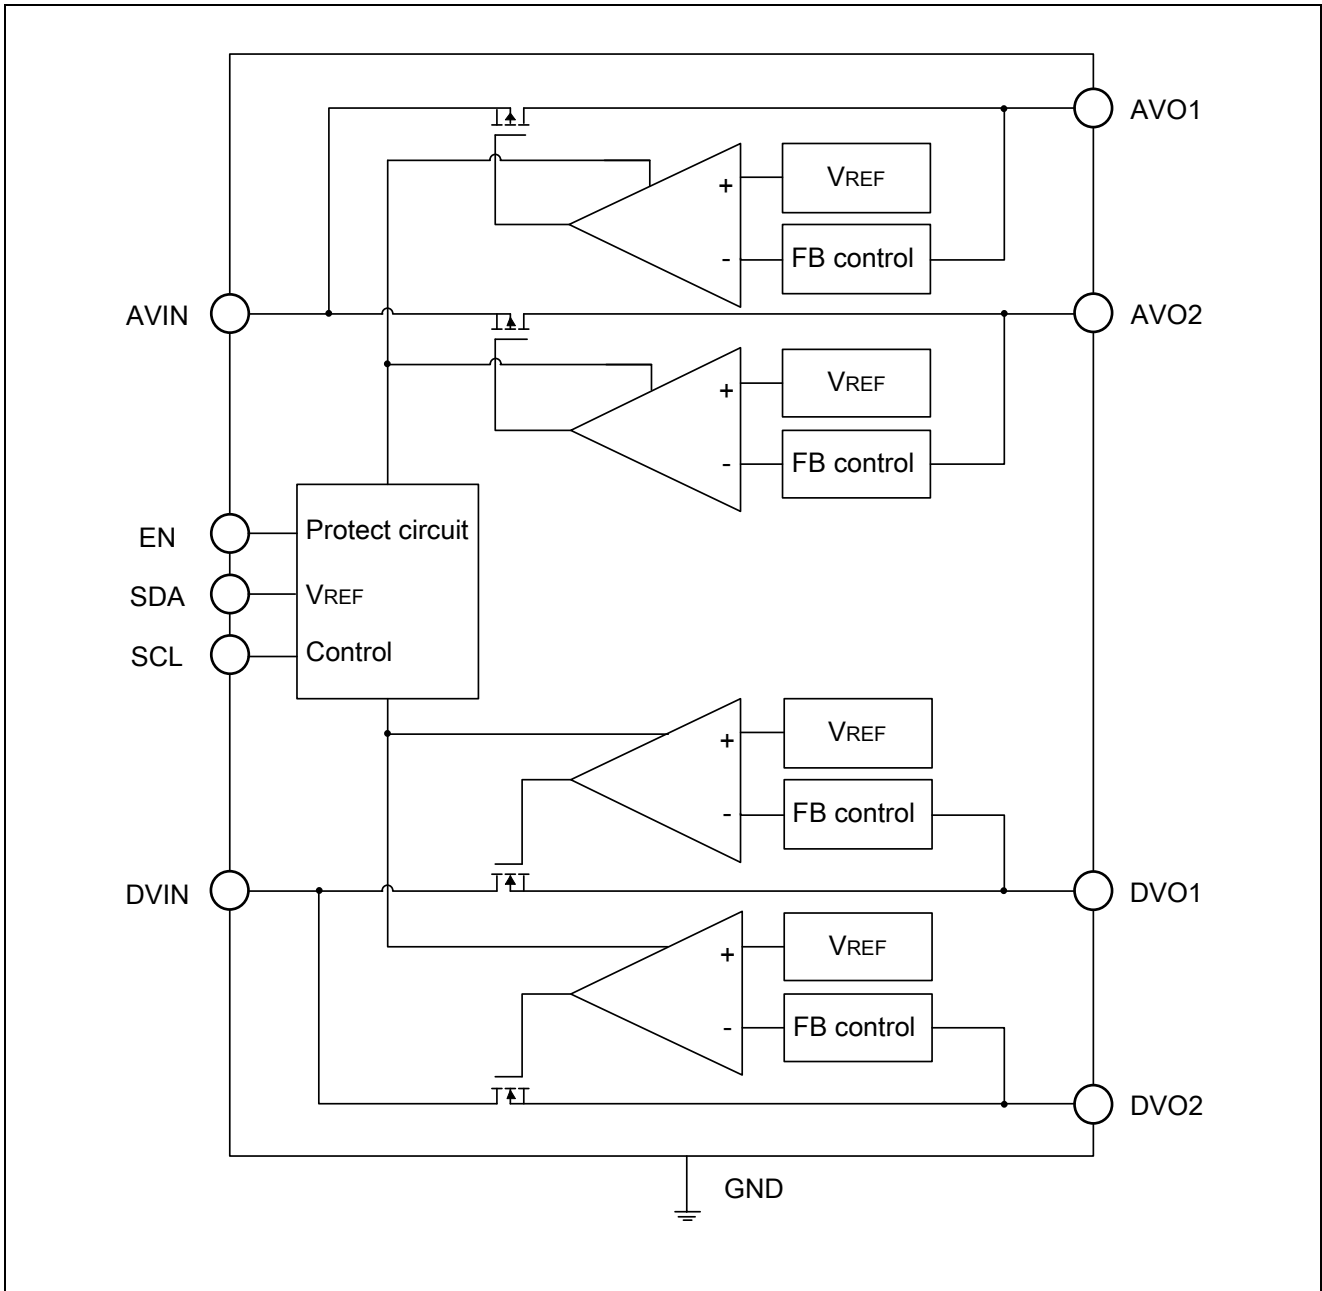 AVO1
+
VREF
-
FB control
AVIN
AVO2
+
VREF
-
FB control
EN
Protect circuit
SDA
VREF
SCL
Control
+
VREF
-
FB control
DVIN
DVO1
+
VREF
-
FB control
DVO2
GND